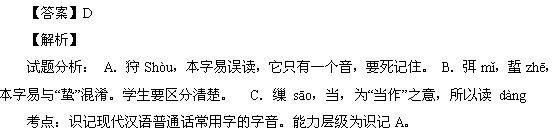 【答案】D
【解析】
试题分析： A．狩 Shòu，本字易误读，它只有一个音，要死记住。 B．弭 mǐ，蜇 zhē，
本字易与“蛰”混淆。学生要区分清楚。 C．缫 sāo，当，为“当作”之意，所以读 dàng
考点：识记现代汉语普通话常用字的字音。能力层级为识记 A。